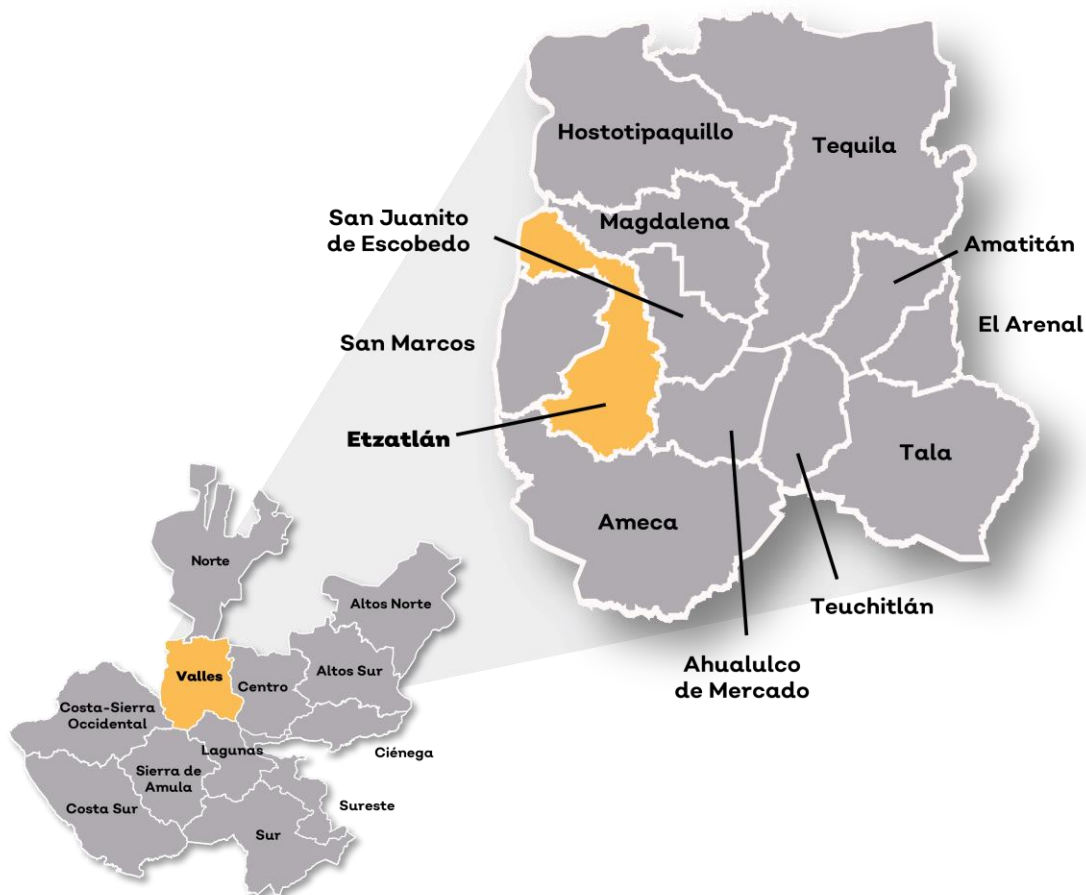 Hostotipaquillo
Tequila
San Juanito
de Escobedo
Magdalena
Amatitán
El Arenal
San Marcos
Etzatlán
Tala
Ameca
Teuchitlán
Ahualulco
de Mercado
Norte
Altos Norte
Valles
Altos Sur
Centro
Costa-Sierra
Occidental
Lagunas
Ciénega
Sierra de
Amula
Costa Sur
Sureste
Sur